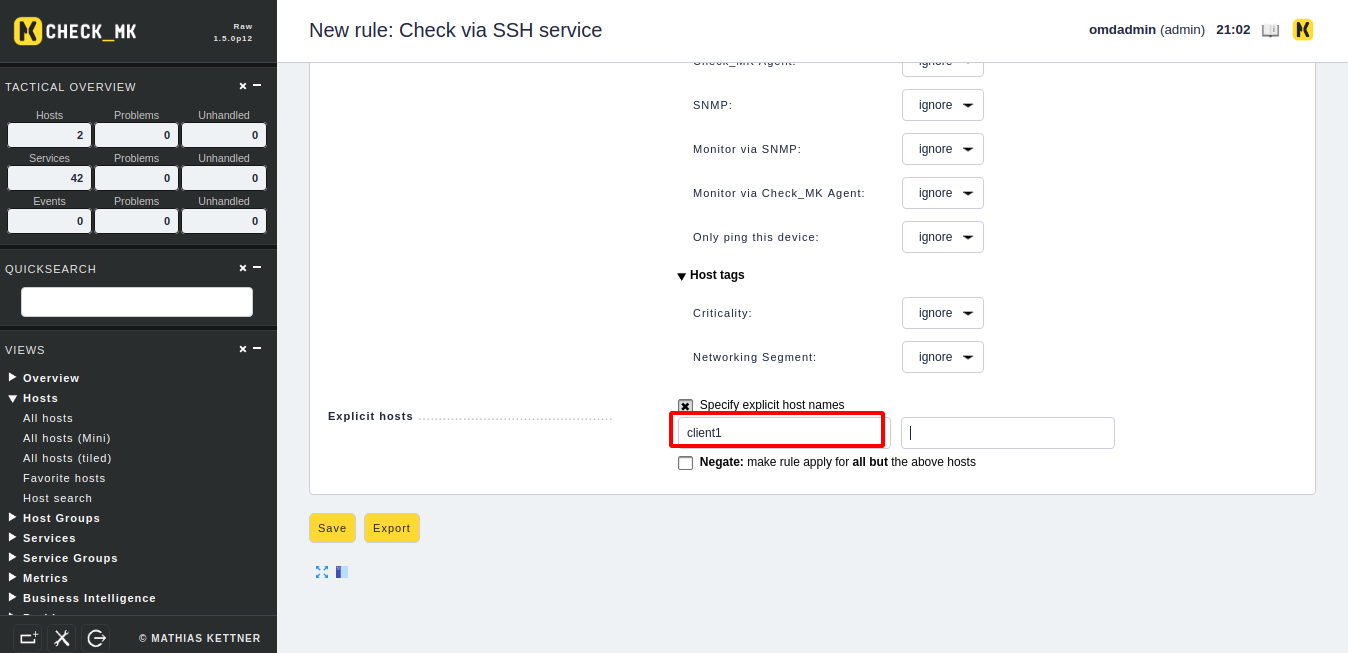 CHECK_MK
Raw
1.5.0p12
New rule: Check via SSH service
omdadmin (admin) 21:02
TACTICAL OVERVIEW
Hosts Problems Unhandled
2 0 0
Services Problems Unhandled
42 0 0
Events Problems Unhandled
0 0 0
QUICKSEARCH
VIEWS
Overview
Hosts
All hosts
All hosts (Mini)
All hosts (tiled)
Favorite hosts
Host search
Host Groups
Services
Service Groups
Metrics
Business Intelligence
© MATHIAS KETTNER
Check_MK Agent: ignore
SNMP: ignore
Monitor via SNMP: ignore
Monitor via Check_MK Agent: ignore
Only ping this device: ignore
Host tags
Criticality: ignore
Networking Segment: ignore
Explicit hosts
Specify explicit host names
client1
Negate: make rule apply for all but the above hosts
Save Export